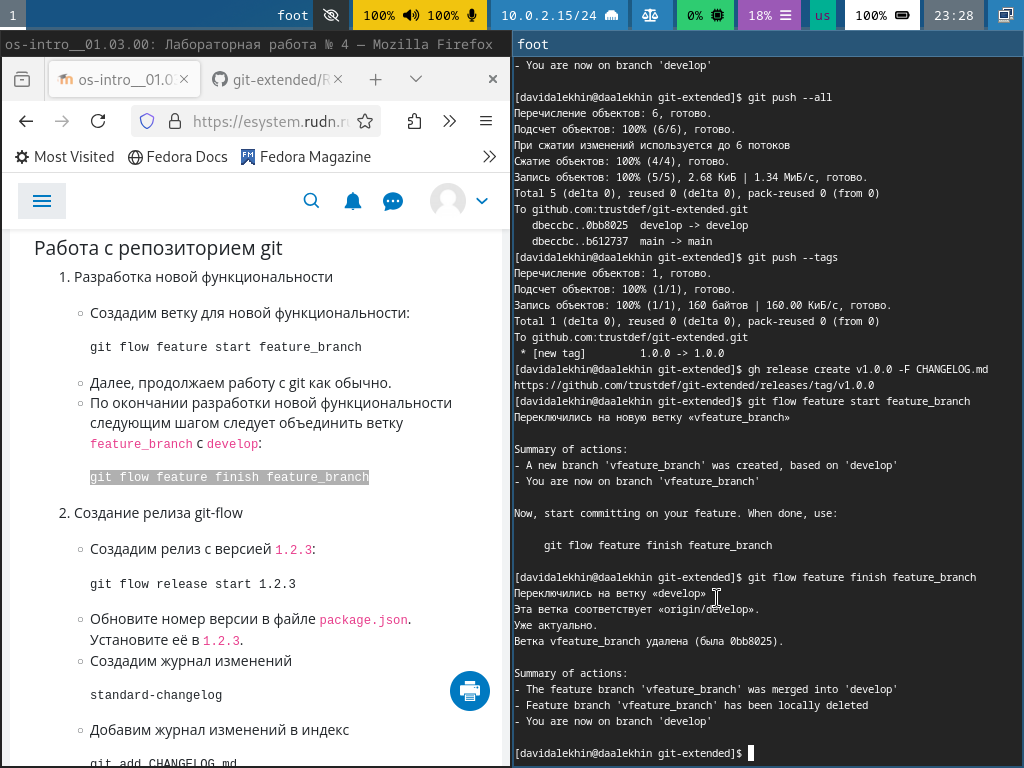 1
foot
100%
100%
10.0.2.15/24
0%
18%
us
100%
23:28
os-intro__01.03.00: Лабораторная работа № 4 — Mozilla Firefox
os-intro__01.0
git-extended/R
https://esystem.rudn.r
Most Visited
Fedora Docs
Fedora Magazine
Работа с репозиторием git
1. Разработка новой функциональности
Создадим ветку для новой функциональности:
git flow feature start feature_branch
Далее, продолжаем работу с git как обычно.
По окончании разработки новой функциональности
следующим шагом следует объединить ветку
feature_branch с develop:
git flow feature finish feature_branch
2. Создание релиза git-flow
Создадим релиз с версией 1.2.3:
git flow release start 1.2.3
Обновите номер версии в файле package.json.
Установите её в 1.2.3.
Создадим журнал изменений
standard-changelog
Добавим журнал изменений в индекс
git add CHANGELOG.md
foot
- You are now on branch 'develop'
[davidalekhin@daalekhin git-extended]$ git push --all
Перечисление объектов: 6, готово.
Подсчет объектов: 100% (6/6), готово.
При сжатии изменений используется до 6 потоков
Сжатие объектов: 100% (4/4), готово.
Запись объектов: 100% (5/5), 2.68 КиБ | 1.34 МиБ/с, готово.
Total 5 (delta 0), reused 0 (delta 0), pack-reused 0 (from 0)
To github.com:trustdef/git-extended.git
dbeccbc..0bb8025  develop -> develop
dbeccbc..b612737  main -> main
[davidalekhin@daalekhin git-extended]$ git push --tags
Перечисление объектов: 1, готово.
Подсчет объектов: 100% (1/1), готово.
Запись объектов: 100% (1/1), 160 байтов | 160.00 КиБ/с, готово.
Total 1 (delta 0), reused 0 (delta 0), pack-reused 0 (from 0)
To github.com:trustdef/git-extended.git
* [new tag]         1.0.0 -> 1.0.0
[davidalekhin@daalekhin git-extended]$ gh release create v1.0.0 -F CHANGELOG.md
https://github.com/trustdef/git-extended/releases/tag/v1.0.0
[davidalekhin@daalekhin git-extended]$ git flow feature start feature_branch
Переключились на новую ветку «vfeature_branch»
Summary of actions:
- A new branch 'vfeature_branch' was created, based on 'develop'
- You are now on branch 'vfeature_branch'
Now, start committing on your feature. When done, use:
git flow feature finish feature_branch
[davidalekhin@daalekhin git-extended]$ git flow feature finish feature_branch
Переключились на ветку «develop»
Эта ветка соответствует «origin/develop».
Уже актуально.
Ветка vfeature_branch удалена (была 0bb8025).
Summary of actions:
- The feature branch 'vfeature_branch' was merged into 'develop'
- Feature branch 'vfeature_branch' has been locally deleted
- You are now on branch 'develop'
[davidalekhin@daalekhin git-extended]$